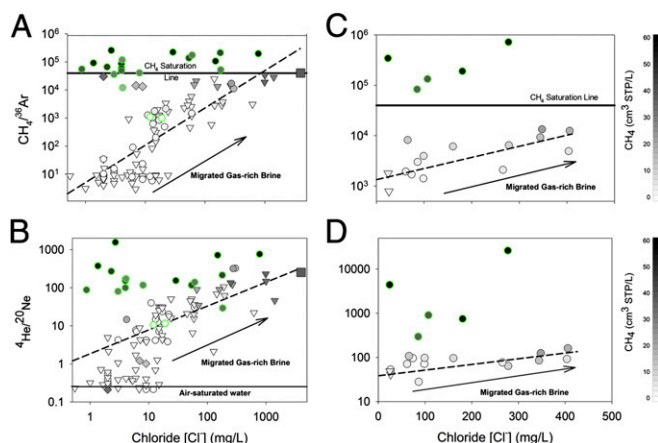 A
10⁶
10⁵
10⁴
10³
10²
10¹
CH₄/³⁶Ar
CH₄ Saturation
Line
Migrated Gas-rich Brine
B
1000
100
10
1
0.1
⁴He/²⁰Ne
Migrated Gas-rich Brine
Air-saturated water
1
10
100
1000
Chloride [Cl⁻] (mg/L)
C
10⁶
10⁵
10⁴
10³
CH₄ Saturation Line
Migrated Gas-rich Brine
60
50
40
30
20
10
0
CH₄ (cm³ STP/L)
D
10000
1000
100
10
Migrated Gas-rich Brine
0
100
200
300
400
500
Chloride [Cl⁻] (mg/L)
60
50
40
30
20
10
0
CH₄ (cm³ STP/L)